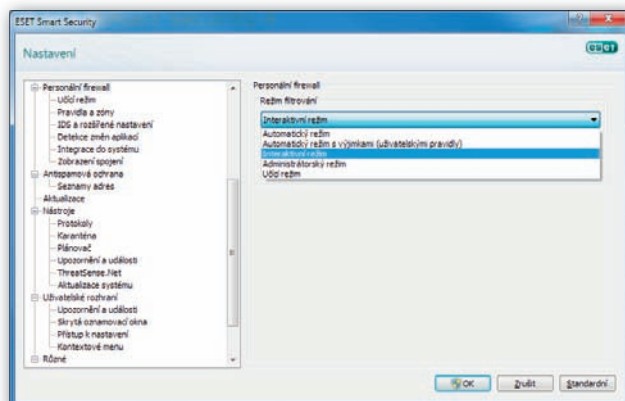 ESET Smart Security
Nastavení
eset
Personální firewall
Učící režim
Pravidla a zóny
IDS a rozšířené nastavení
Detekce změn aplikací
Integrace do systému
Zobrazení spojení
Antispamová ochrana
Seznamy adres
Aktualizace
Nástroje
Protokoly
Karanténa
Plánovač
Upozornění a události
ThreatSense.Net
Aktualizace systému
Uživatelské rozhraní
Upozornění a události
Skrytá oznamovací okna
Přístup k nastavení
Kontextové menu
Různé
Personální firewall
Režim filtrování
Interaktivní režim
Automatický režim
Automatický režim s výjimkami (uživatelskými pravidly)
Interaktivní režim
Administrátorský režim
Učící režim
OK
Zrušit
Standardní